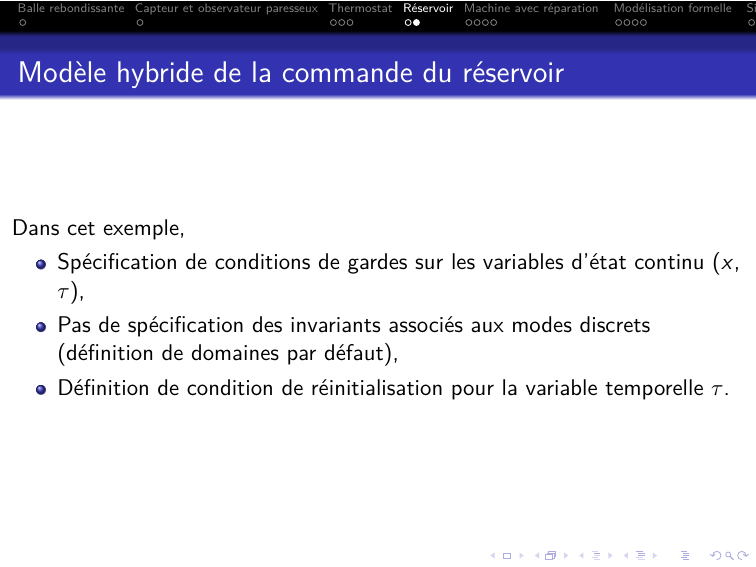 Balle rebondissante Capteur et observateur paresseux Thermostat Réservoir Machine avec réparation Modélisation formelle
Modèle hybride de la commande du réservoir
Dans cet exemple,
Spécification de conditions de gardes sur les variables d'état continu (x,
τ),
Pas de spécification des invariants associés aux modes discrets
(définition de domaines par défaut),
Définition de condition de réinitialisation pour la variable temporelle τ.